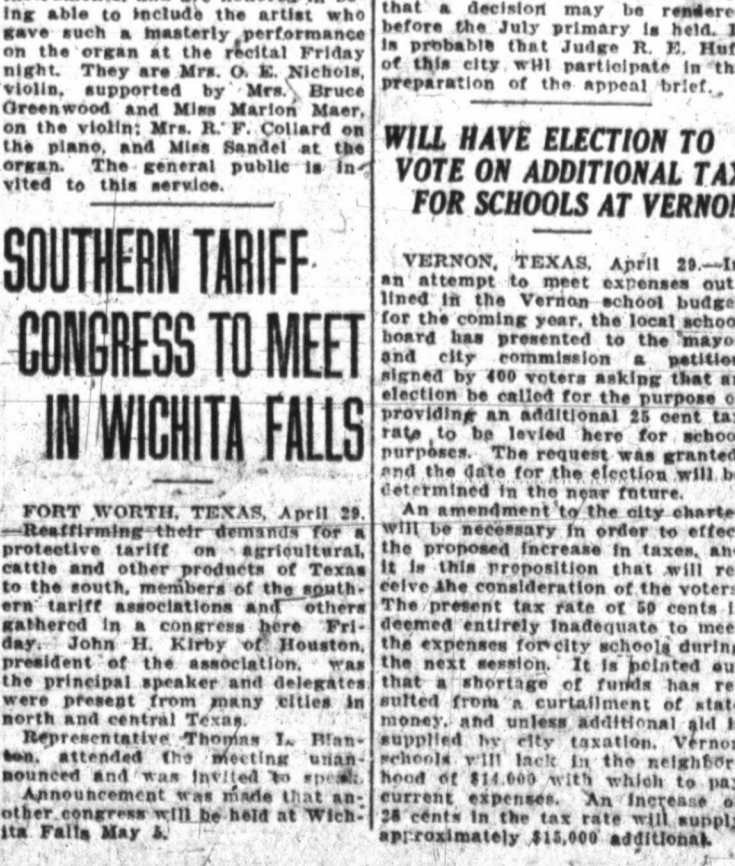 ing able to include the artist who
gave such a masterly performance
on the organ at the recital Friday
night. They are Mrs. O. E. Nichols,
violin, supported by Mrs. Bruce
Greenwood and Miss Marion Maer,
on the violin; Mrs. R. F. Collard on
the piano, and Miss Sandel at the
organ. The general public is in-
vited to this service.
SOUTHERN TARIFF
CONGRESS TO MEET
IN WICHITA FALLS
FORT WORTH, TEXAS, April 29.
—Reaffirming their demands for a
protective tariff on agricultural,
cattle and other products of Texas
to the south, members of the south-
ern tariff associations and others
gathered in a congress here Fri-
day. John H. Kirby of Houston,
president of the association, was
the principal speaker and delegates
were present from many cities in
north and central Texas.
Representative Thomas L. Blan-
ton, attended the meeting unan-
nounced and was invited to speak.
Announcement was made that an-
other congress will be held at Wich-
ita Falls May 5.
that a decision may be rendere
before the July primary is held. I
is probable that Judge R. E. Huf
of this city will participate in th
preparation of the appeal brief.
WILL HAVE ELECTION TO
VOTE ON ADDITIONAL TAX
FOR SCHOOLS AT VERNON
VERNON, TEXAS, April 29.—In
an attempt to meet expenses out
lined in the Vernon school budge
for the coming year, the local schoo
board has presented to the mayo
and city commission a petition
signed by 400 voters asking that an
election be called for the purpose o
providing an additional 25 cent tax
rate to be levied here for schoo
purposes. The request was granted
and the date for the election will b
determined in the near future.
An amendment to the city charte
will be necessary in order to effec
the proposed increase in taxes, an
it is this proposition that will re
ceive the consideration of the voters
The present tax rate of 50 cents i
deemed entirely inadequate to mee
the expenses for city schools during
the next session. It is pointed ou
that a shortage of funds has re
sulted from a curtailment of stat
money, and unless additional aid i
supplied by city taxation, Vernon
schools will lack in the neighbor
hood of $14,000 with which to pay
current expenses. An increase o
25 cents in the tax rate will suppl
approximately $15,000 additional.